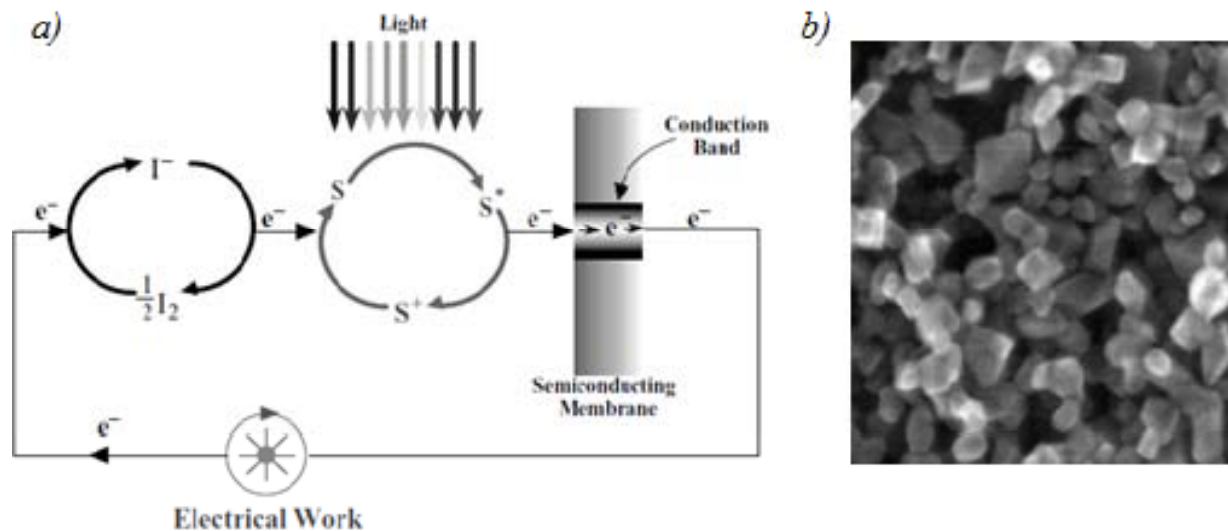 a)
b)
Light
Conduction
Band
I⁻
S
S*
e⁻
e⁻
e⁻
e⁻
e⁻
½I₂
S⁺
Semiconducting
Membrane
e⁻
Electrical Work